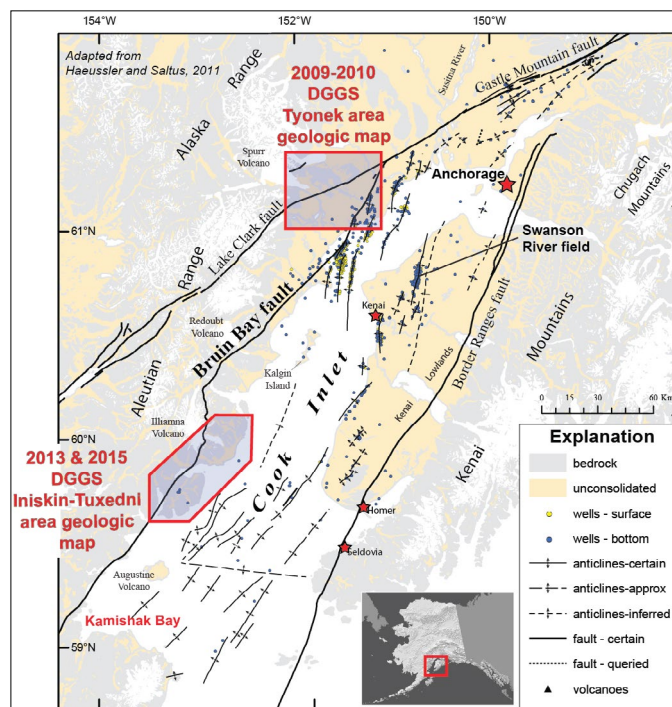 154°W
152°W
150°W
Adapted from
Haeussler and Saltus, 2011
Alaska
Range
Susitna River
Castle Mountain fault
2009-2010
DGGS
Tyonek area
geologic map
Spurr
Volcano
Anchorage
Chugach
Mountains
61°N
Lake Clark fault
Swanson
River field
Range
Bruin Bay fault
Kenai
Redoubt
Volcano
Border Ranges fault
Mountains
Aleutian
Kalgin
Island
Inlet
Lowlands
Kenai
0 15 30 60 Km
60°N
Illiamna
Volcano
Cook
Kenai
2013 & 2015
DGGS
Iniskin-Tuxedni
area geologic
map
Homer
Seldovia
Augustine
Volcano
Kamishak Bay
59°N
Explanation
bedrock
unconsolidated
wells - surface
wells - bottom
anticlines-certain
anticlines-approx
anticlines-inferred
fault - certain
fault - queried
volcanoes